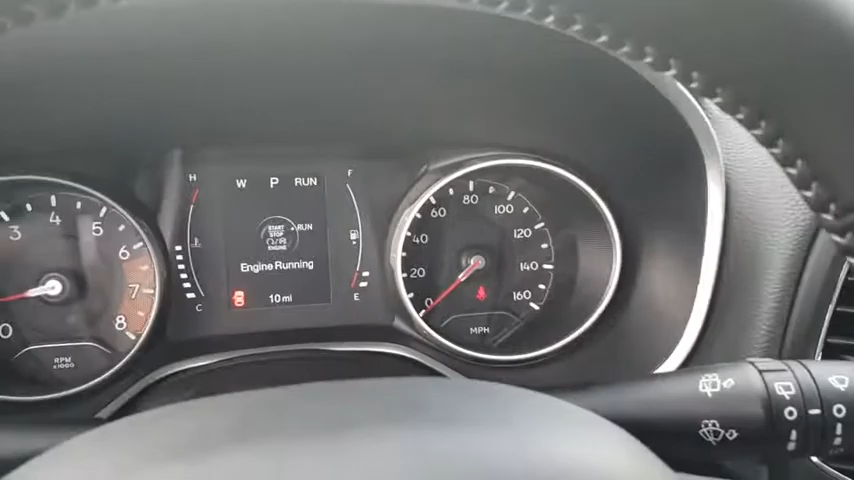 3 4 5 6 7 8
0
RPM
x1000
H
C
W P RUN
START
STOP
ENGINE
RUN
Engine Running
10 mi
F
E
0 20 40 60 80 100 120 140 160
MPH